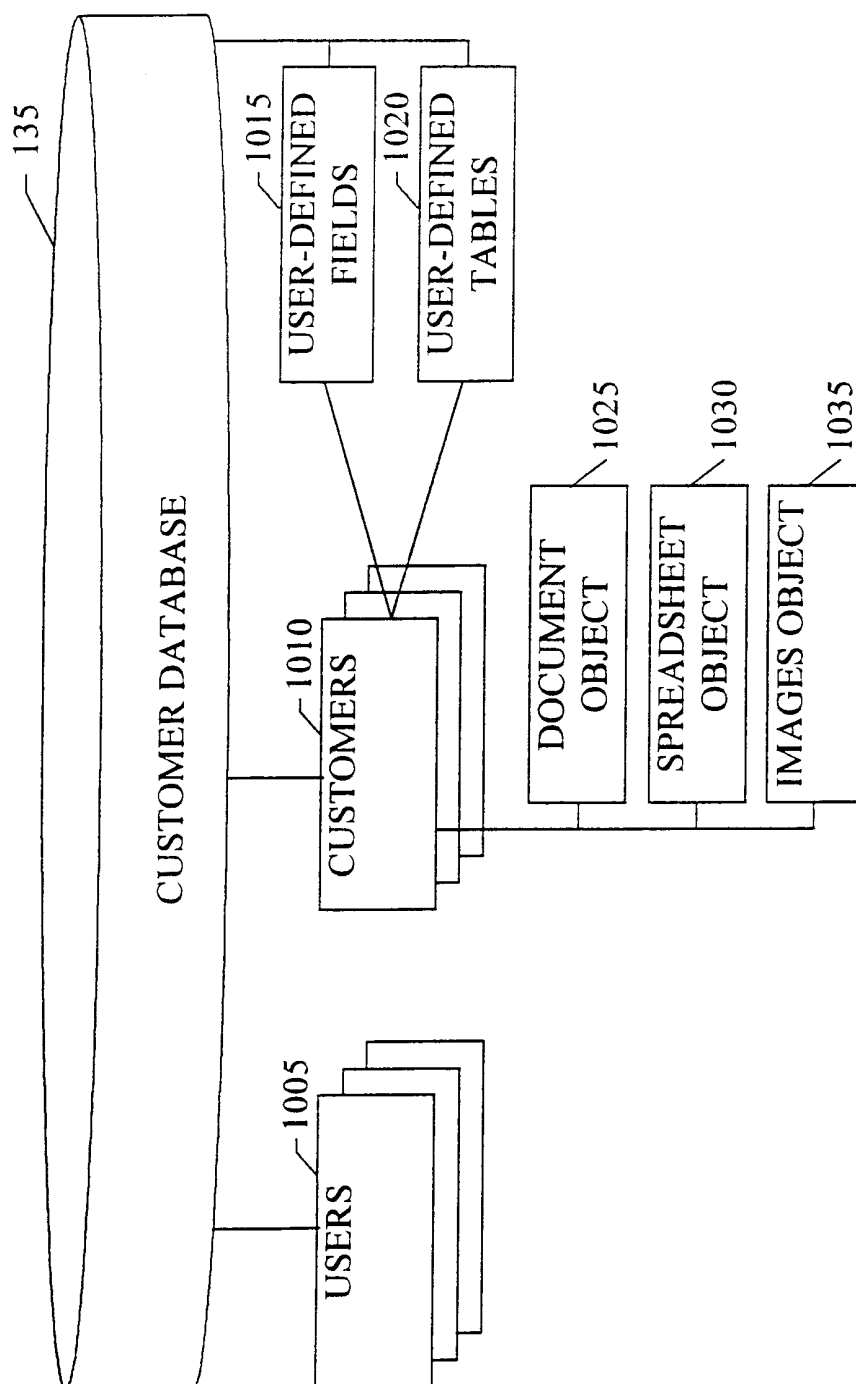 135
CUSTOMER DATABASE
1005
USERS
1010
CUSTOMERS
1015
USER-DEFINED
FIELDS
1020
USER-DEFINED
TABLES
1025
DOCUMENT
OBJECT
1030
SPREADSHEET
OBJECT
1035
IMAGES OBJECT